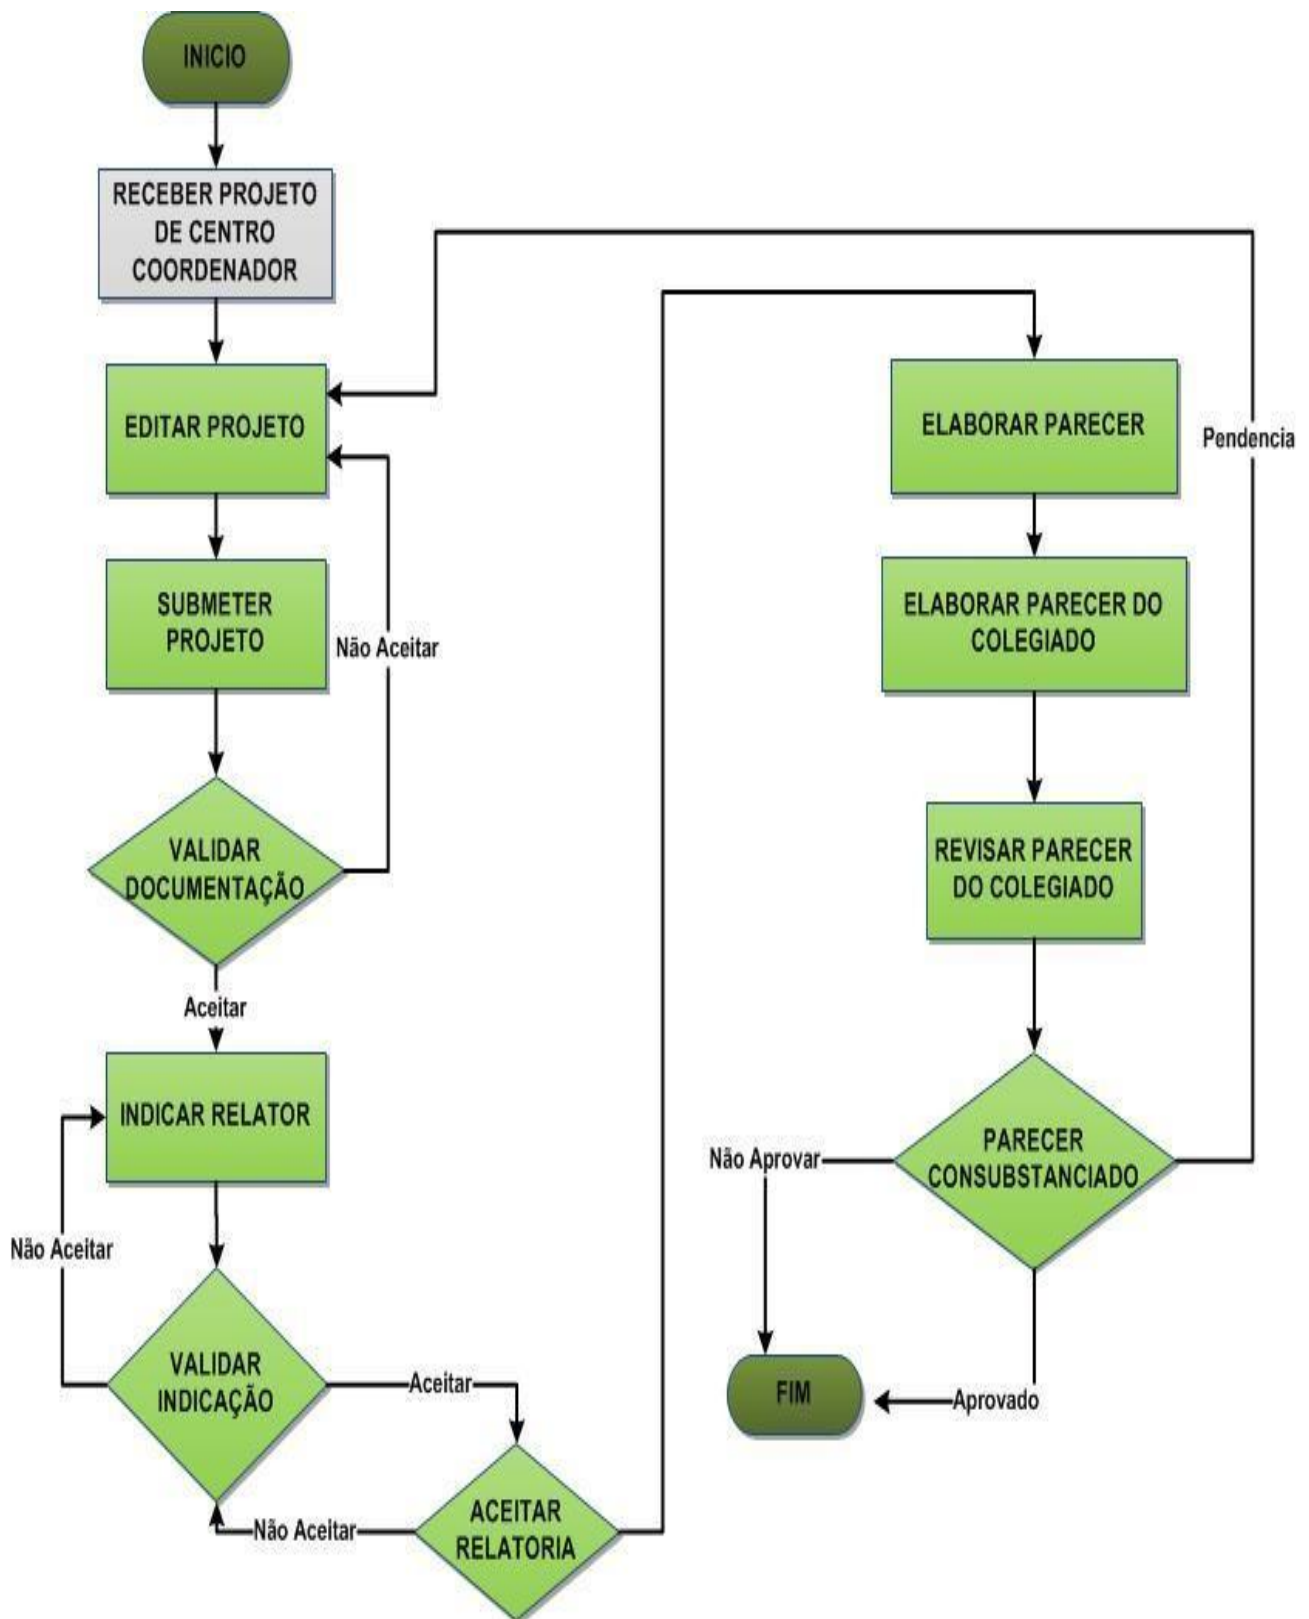 INICIO
RECEBER PROJETO
DE CENTRO
COORDENADOR
EDITAR PROJETO
SUBMETER
PROJETO
Não Aceitar
VALIDAR
DOCUMENTAÇÃO
Aceitar
INDICAR RELATOR
Não Aceitar
VALIDAR
INDICAÇÃO
Aceitar
Não Aceitar
ACEITAR
RELATORIA
ELABORAR PARECER
Pendencia
ELABORAR PARECER DO
COLEGIADO
REVISAR PARECER
DO COLEGIADO
PARECER
CONSUBSTANCIADO
Não Aprovar
FIM
Aprovado